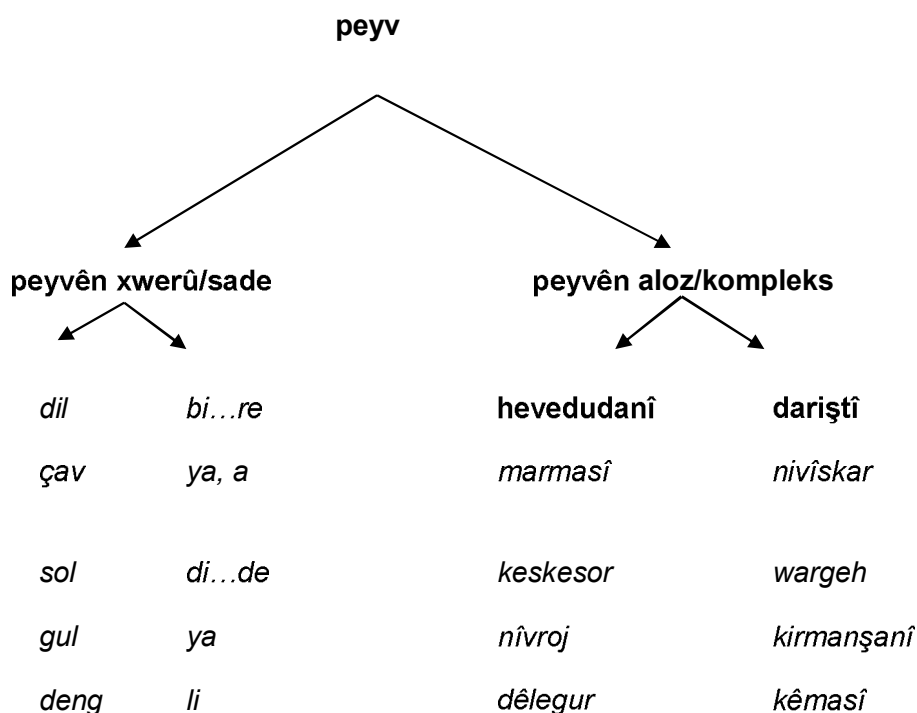 peyv
peyvên xwerû/sade peyvên aloz/kompleks
dil bi…re hevedudanî dariştî
çav ya, a marmasî nivîskar
sol di…de keskesor wargeh
gul ya nîvroj kirmanşanî
deng li dêlegur kêmasî